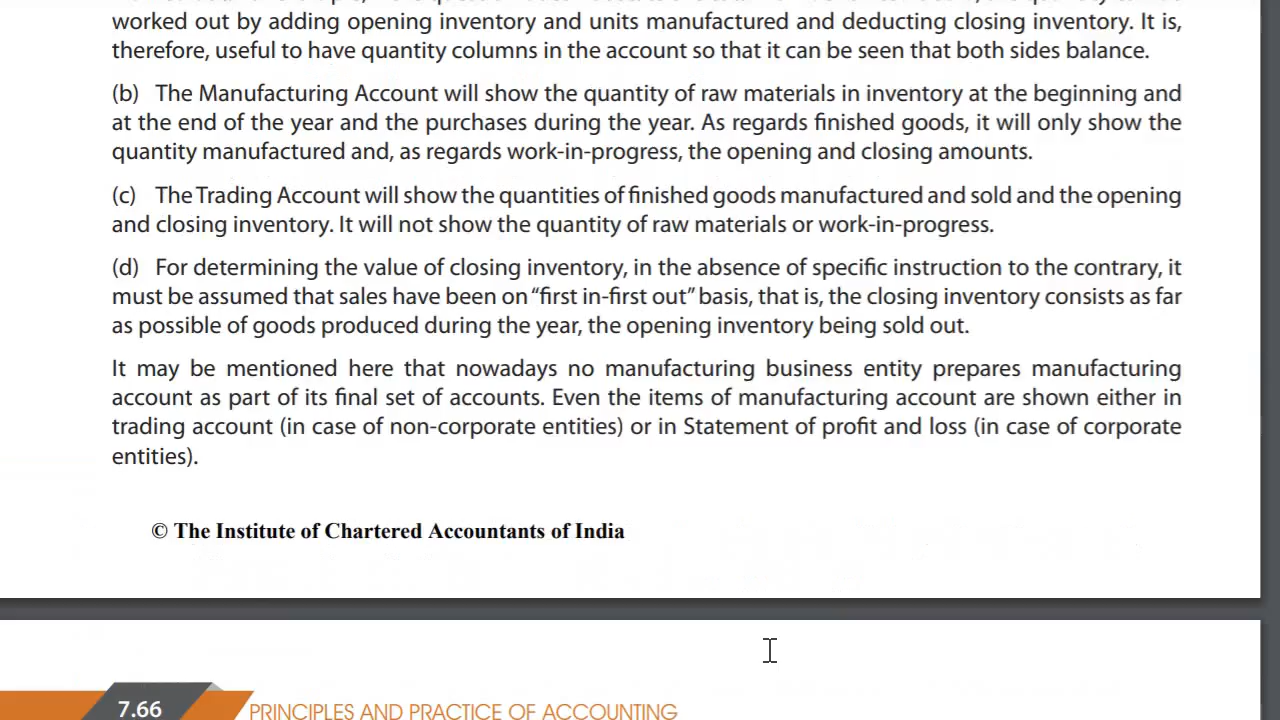 worked out by adding opening inventory and units manufactured and deducting closing inventory. It is,
therefore, useful to have quantity columns in the account so that it can be seen that both sides balance.
(b) The Manufacturing Account will show the quantity of raw materials in inventory at the beginning and
at the end of the year and the purchases during the year. As regards finished goods, it will only show the
quantity manufactured and, as regards work-in-progress, the opening and closing amounts.
(c) The Trading Account will show the quantities of finished goods manufactured and sold and the opening
and closing inventory. It will not show the quantity of raw materials or work-in-progress.
(d) For determining the value of closing inventory, in the absence of specific instruction to the contrary, it
must be assumed that sales have been on “first in-first out” basis, that is, the closing inventory consists as far
as possible of goods produced during the year, the opening inventory being sold out.
It may be mentioned here that nowadays no manufacturing business entity prepares manufacturing
account as part of its final set of accounts. Even the items of manufacturing account are shown either in
trading account (in case of non-corporate entities) or in Statement of profit and loss (in case of corporate
entities).
© The Institute of Chartered Accountants of India
7.66 PRINCIPLES AND PRACTICE OF ACCOUNTING